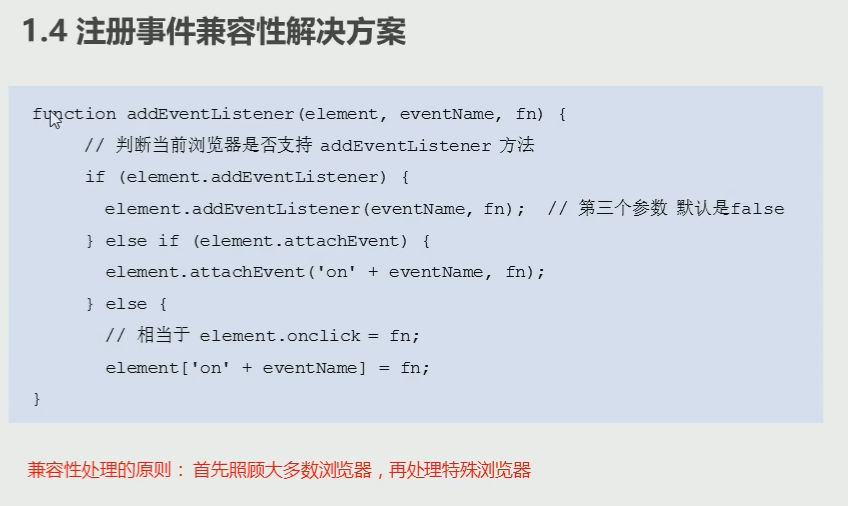 1.4 注册事件兼容性解决方案
function addEventListener(element, eventName, fn) {
// 判断当前浏览器是否支持 addEventListener 方法
if (element.addEventListener) {
element.addEventListener(eventName, fn);  // 第三个参数 默认是false
} else if (element.attachEvent) {
element.attachEvent('on' + eventName, fn);
} else {
// 相当于 element.onclick = fn;
element['on' + eventName] = fn;
}
兼容性处理的原则：首先照顾大多数浏览器，再处理特殊浏览器